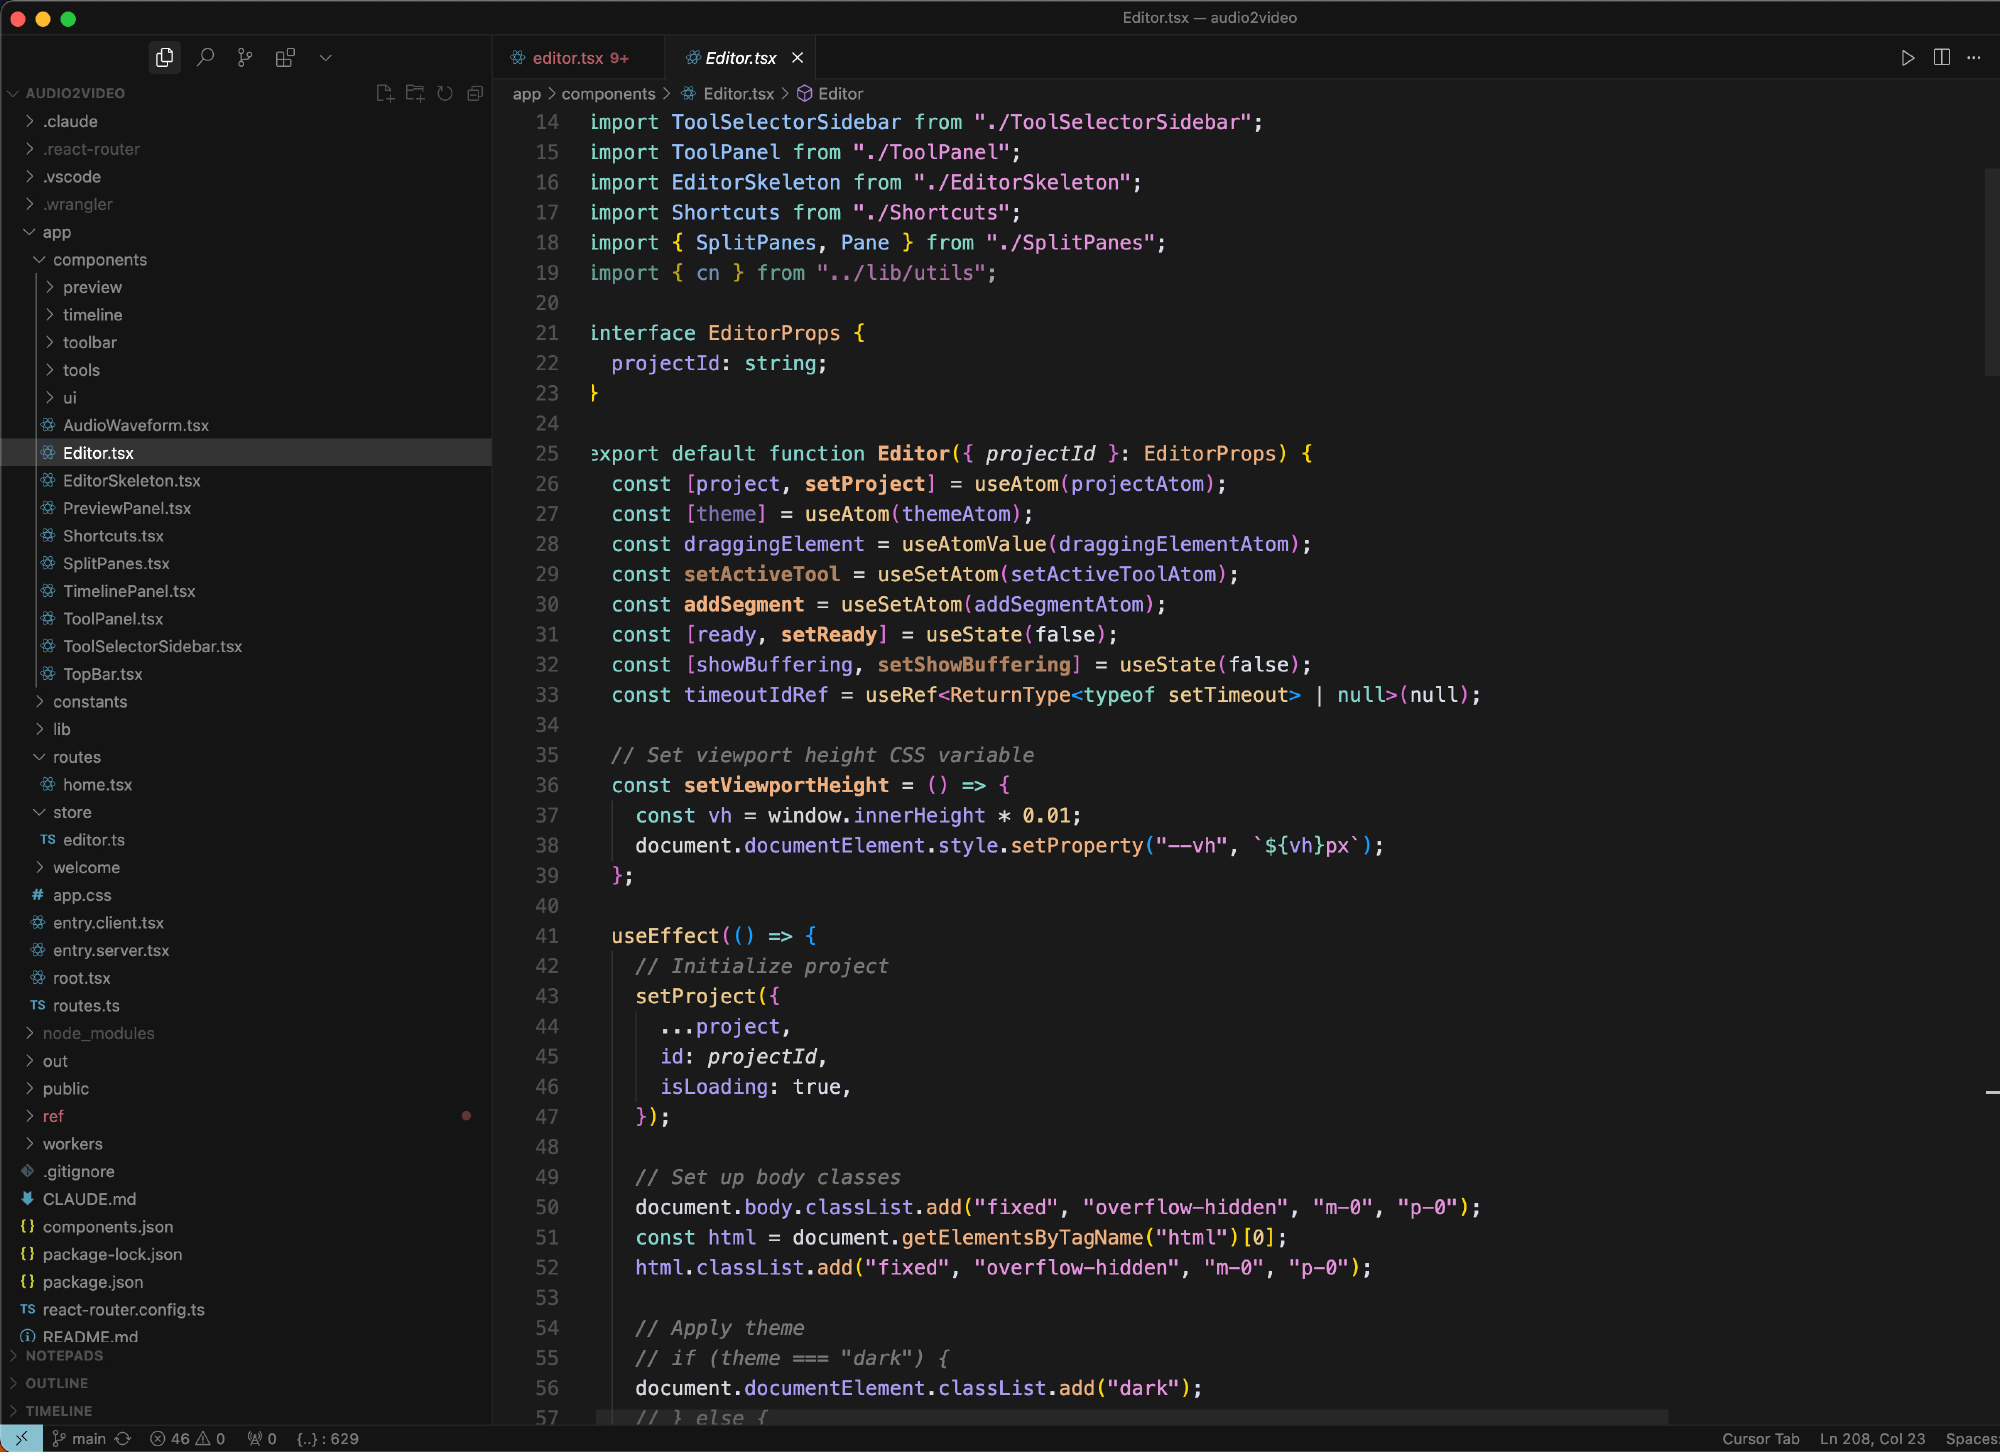 Editor.tsx — audio2video
editor.tsx 9+
Editor.tsx
AUDIO2VIDEO
.claude
.react-router
.vscode
.wrangler
app
components
preview
timeline
toolbar
tools
ui
AudioWaveform.tsx
Editor.tsx
EditorSkeleton.tsx
PreviewPanel.tsx
Shortcuts.tsx
SplitPanes.tsx
TimelinePanel.tsx
ToolPanel.tsx
ToolSelectorSidebar.tsx
TopBar.tsx
constants
lib
routes
home.tsx
store
TS editor.ts
welcome
# app.css
entry.client.tsx
entry.server.tsx
root.tsx
TS routes.ts
node_modules
out
public
ref
workers
.gitignore
CLAUDE.md
{} components.json
{} package-lock.json
{} package.json
TS react-router.config.ts
README.md
NOTEPADS
OUTLINE
TIMELINE
app > components > Editor.tsx > Editor
14 import ToolSelectorSidebar from "./ToolSelectorSidebar";
15 import ToolPanel from "./ToolPanel";
16 import EditorSkeleton from "./EditorSkeleton";
17 import Shortcuts from "./Shortcuts";
18 import { SplitPanes, Pane } from "./SplitPanes";
19 import { cn } from "../lib/utils";
20
21 interface EditorProps {
22 projectId: string;
23 }
24
25 export default function Editor({ projectId }: EditorProps) {
26 const [project, setProject] = useAtom(projectAtom);
27 const [theme] = useAtom(themeAtom);
28 const draggingElement = useAtomValue(draggingElementAtom);
29 const setActiveTool = useSetAtom(setActiveToolAtom);
30 const addSegment = useSetAtom(addSegmentAtom);
31 const [ready, setReady] = useState(false);
32 const [showBuffering, setShowBuffering] = useState(false);
33 const timeoutIdRef = useRef<ReturnType<typeof setTimeout> | null>(null);
34
35 // Set viewport height CSS variable
36 const setViewportHeight = () => {
37 const vh = window.innerHeight * 0.01;
38 document.documentElement.style.setProperty("--vh", `${vh}px`);
39 };
40
41 useEffect(() => {
42 // Initialize project
43 setProject({
44 ...project,
45 id: projectId,
46 isLoading: true,
47 });
48
49 // Set up body classes
50 document.body.classList.add("fixed", "overflow-hidden", "m-0", "p-0");
51 const html = document.getElementsByTagName("html")[0];
52 html.classList.add("fixed", "overflow-hidden", "m-0", "p-0");
53
54 // Apply theme
55 // if (theme === "dark") {
56 document.documentElement.classList.add("dark");
57 // } else {
main 46 0 0 {..} : 629
Cursor Tab Ln 208, Col 23 Spaces: